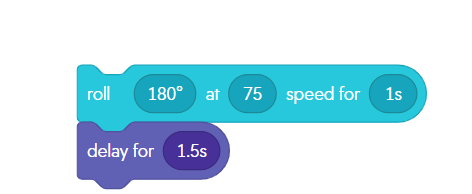 roll 180° at 75 speed for 1s
delay for 1.5s